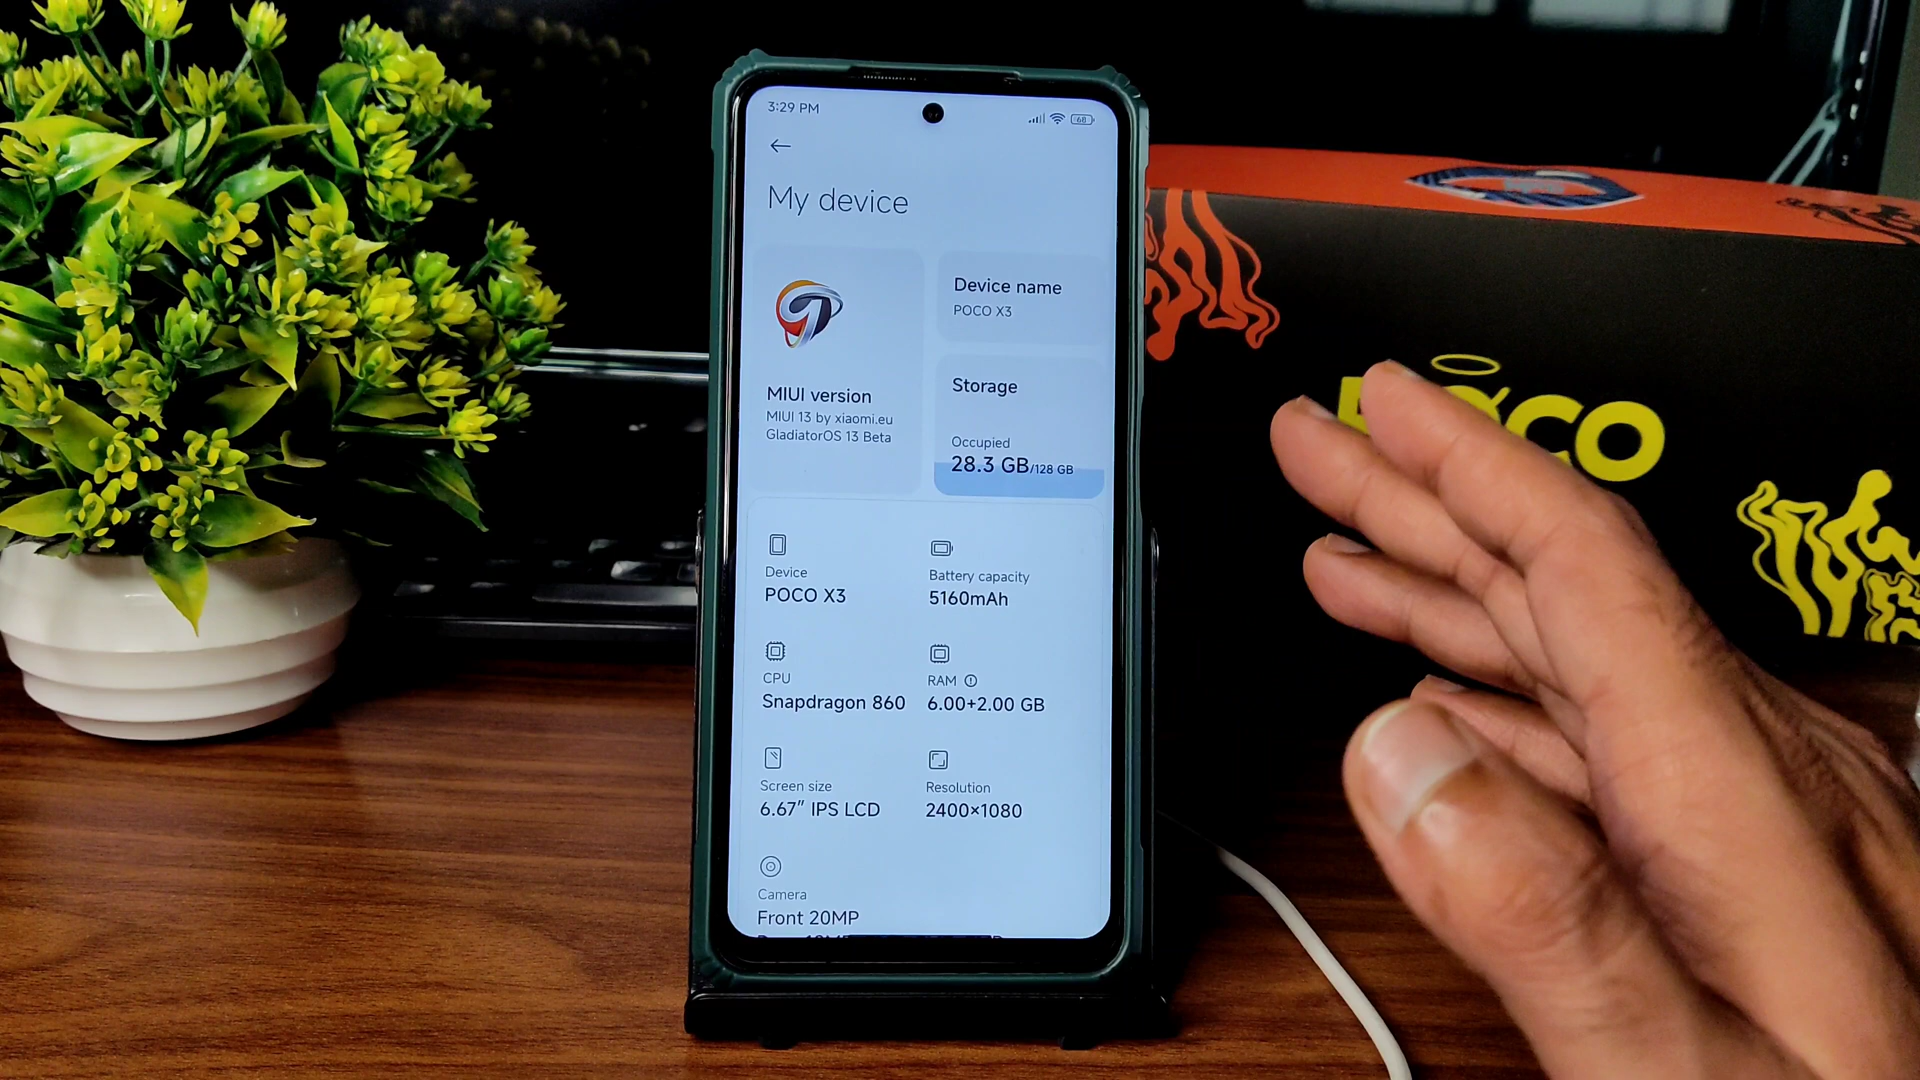 3:29 PM
68
My device
MIUI version
MIUI 13 by xiaomi.eu
GladiatorOS 13 Beta
Device name
POCO X3
Storage
Occupied
28.3 GB/128 GB
Device
POCO X3
Battery capacity
5160mAh
CPU
Snapdragon 860
RAM
6.00+2.00 GB
Screen size
6.67" IPS LCD
Resolution
2400×1080
Camera
Front 20MP
POCO